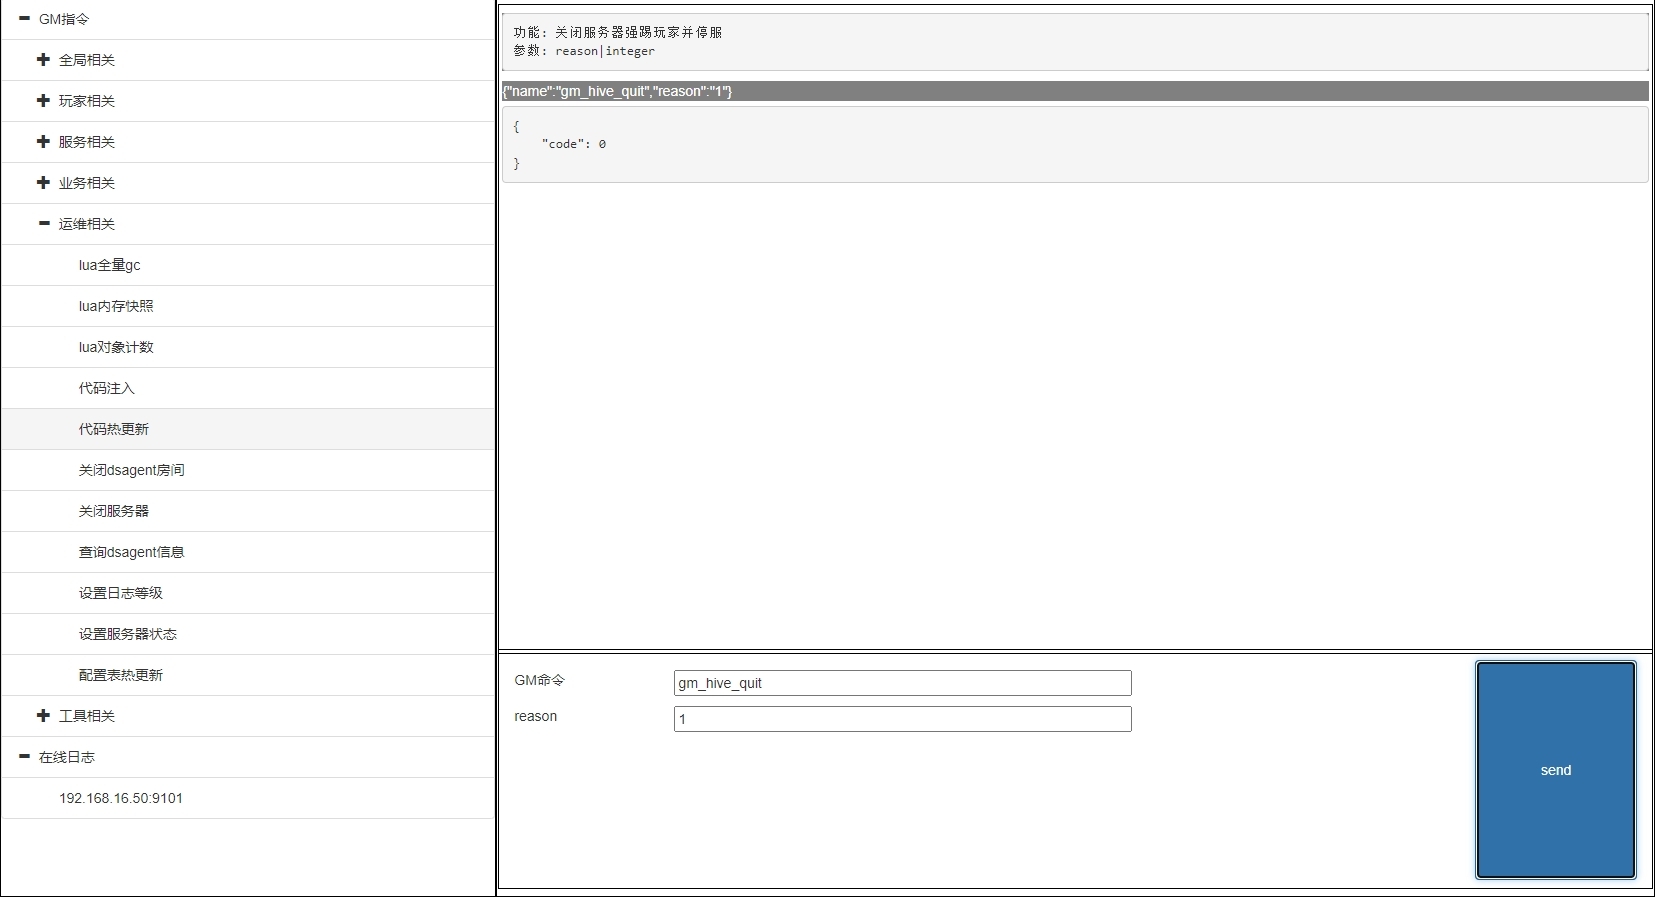 GM指令
全局相关
玩家相关
服务相关
业务相关
运维相关
lua全量gc
lua内存快照
lua对象计数
代码注入
代码热更新
关闭dsagent房间
关闭服务器
查询dsagent信息
设置日志等级
设置服务器状态
配置表热更新
工具相关
在线日志
192.168.16.50:9101
功能: 关闭服务器强踢玩家并停服
参数: reason|integer
{"name":"gm_hive_quit","reason":"1"}
{
"code": 0
}
GM命令 gm_hive_quit
reason 1
send